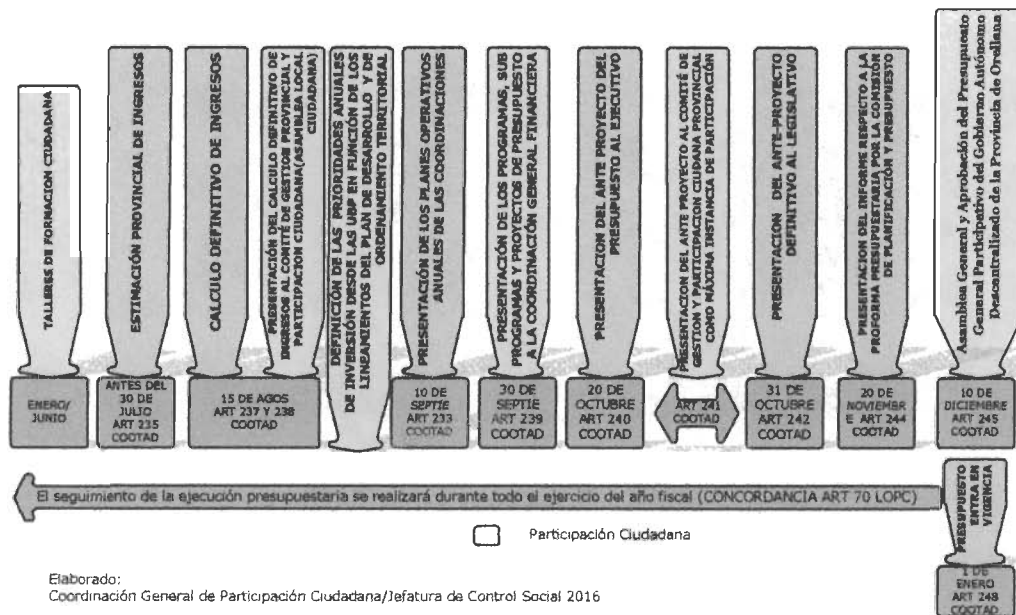 TALLERES DE FORMACION CIUDADANA
ENERO/
JUNIO
ESTIMACIÓN PROVINCIAL DE INGRESOS
ANTES DEL
30 DE
JULIO
ART 235
COOTAD
CALCULO DEFINITIVO DE INGRESOS
PRESENTACIÓN DEL CALCULO DEFINITIVO DE
INGRESOS AL COMITÉ DE GESTION PROVINCIAL Y
PARTICIPACION CIUDADANA(ASAMBLEA LOCAL
CIUDADANA)
15 DE AGOS
ART 237 Y 238
COOTAD
DEFINICIÓN DE LAS PRIORIDADES ANUALES
DE INVERSIÓN DESDE LAS UBP EN FUNCIÓN DE LOS
LINEAMIENTOS DEL PLAN DE DESARROLLO Y DE
ORDENAMIENTO TERRITORIAL
PRESENTACIÓN DE LOS PLANES OPERATIVOS
ANUALES DE LAS COORDINACIONES
10 DE
SEPTIE
ART 233
COOTAD
PRESENTACIÓN DE LOS PROGRAMAS, SUB
PROGRAMAS Y PROYECTOS DE PRESUPUESTO
A LA COORDINACIÓN GENERAL FINANCIERA
30 DE
SEPTIE
ART 239
COOTAD
PRESENTACION DEL ANTE PROYECTO DEL
PRESUPUESTO AL EJECUTIVO
20 DE
OCTUBRE
ART 240
COOTAD
PRESENTACION DEL ANTE PROYECTO AL COMITÉ DE
GESTION Y PARTICIPACION CIUDADANA PROVINCIAL
COMO MÁXIMA INSTANCIA DE PARTICIPACIÓN
ART 241
COOTAD
PRESENTACIÓN DEL ANTE-PROYECTO
DEFINITIVO AL LEGISLATIVO
31 DE
OCTUBRE
ART 242
COOTAD
PRESENTACION DEL INFORME RESPECTO A LA
PROFORMA PRESUPUESTARIA POR LA COMISIÓN
DE PLANIFICACIÓN Y PRESUPUESTO
20 DE
NOVIEMBR
E ART 244
COOTAD
Asamblea General y Aprobación del Presupuesto
General Participativo del Gobierno Autónomo
Descentralizado de la Provincia de Orellana
10 DE
DICIEMBRE
ART 245
COOTAD
El seguimiento de la ejecución presupuestaria se realizará durante todo el ejercicio del año fiscal (CONCORDANCIA ART 70 LOPC)
PRESUPUESTO
ENTRA EN
VIGENCIA
1 DE
ENERO
ART 248
COOTAD
Participación Ciudadana
Elaborado:
Coordinación General de Participación Ciudadana/Jefatura de Control Social 2016